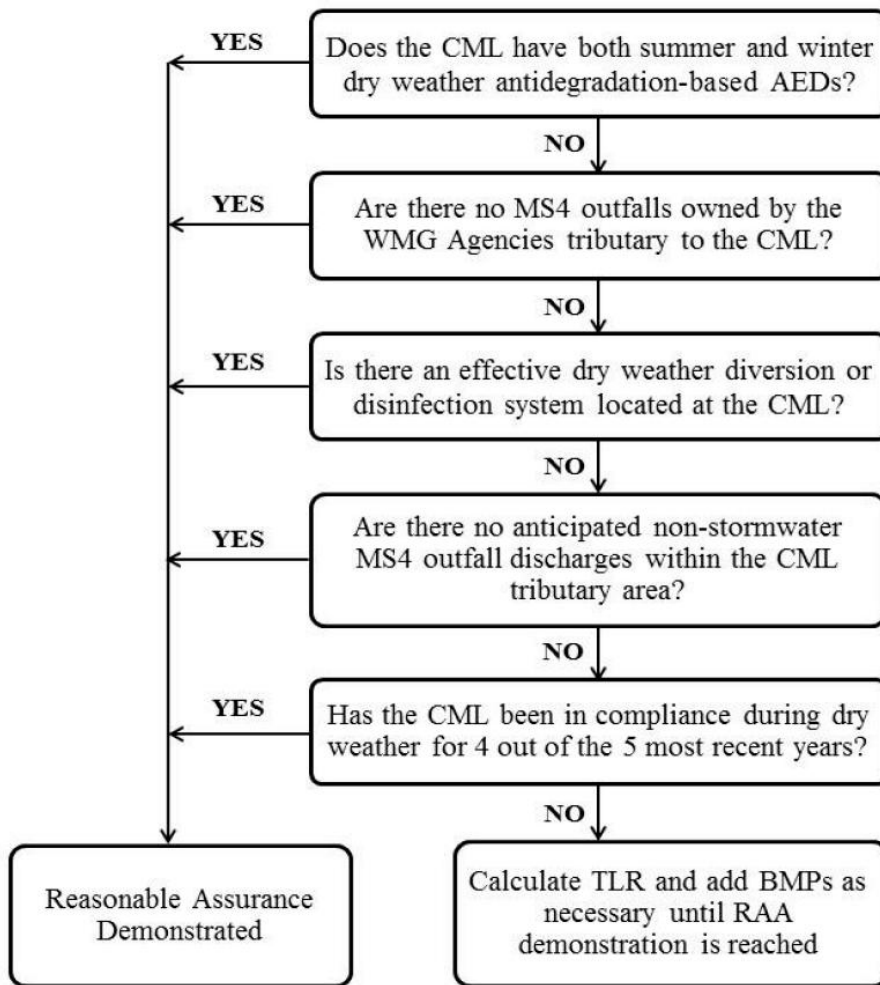 YES
Does the CML have both summer and winter
dry weather antidegradation-based AEDs?
NO
YES
Are there no MS4 outfalls owned by the
WMG Agencies tributary to the CML?
NO
YES
Is there an effective dry weather diversion or
disinfection system located at the CML?
NO
YES
Are there no anticipated non-stormwater
MS4 outfall discharges within the CML
tributary area?
NO
YES
Has the CML been in compliance during dry
weather for 4 out of the 5 most recent years?
NO
Reasonable Assurance
Demonstrated
Calculate TLR and add BMPs as
necessary until RAA
demonstration is reached